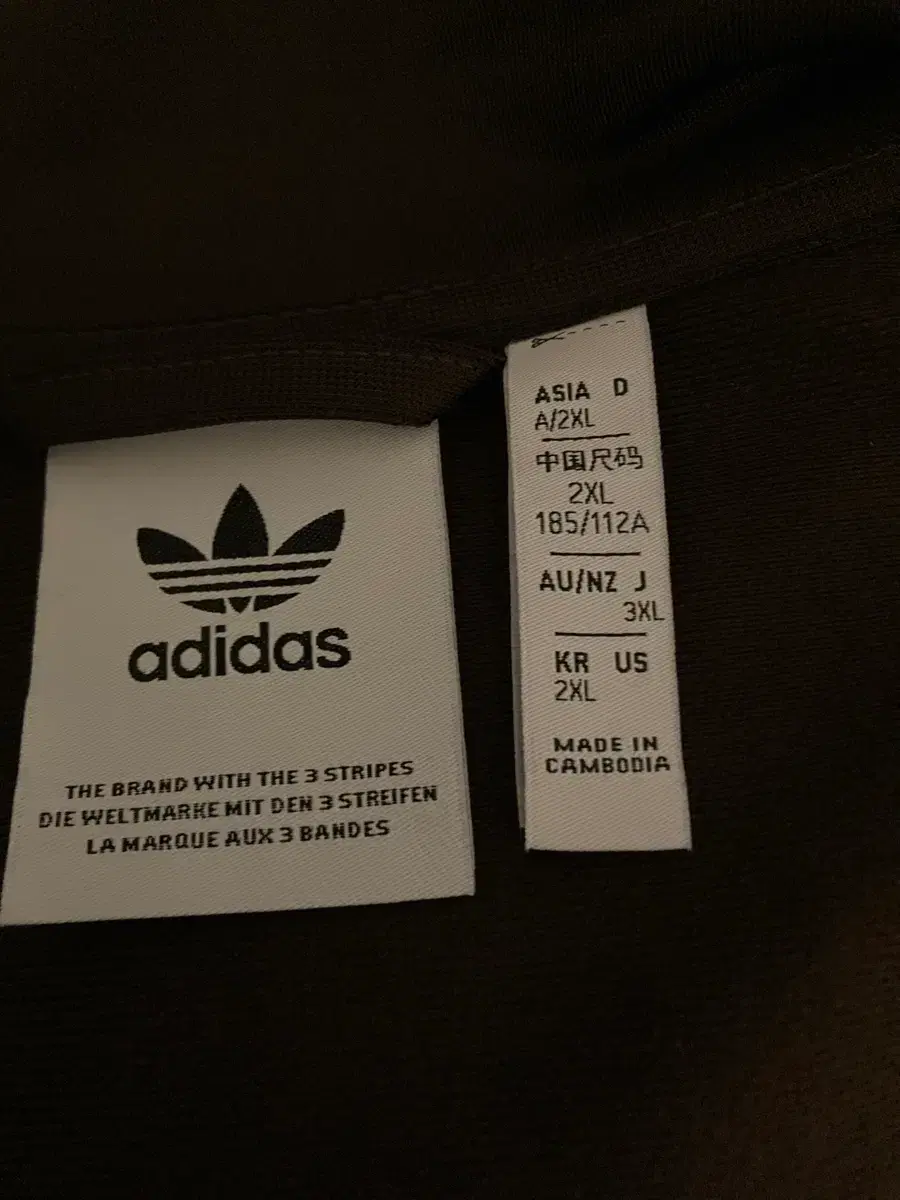 adidas
THE BRAND WITH THE 3 STRIPES
DIE WELTMARKE MIT DEN 3 STREIFEN
LA MARQUE AUX 3 BANDES
ASIA D
A/2XL
中国尺码
2XL
185/112A
AU/NZ J
3XL
KR US
2XL
MADE IN
CAMBODIA